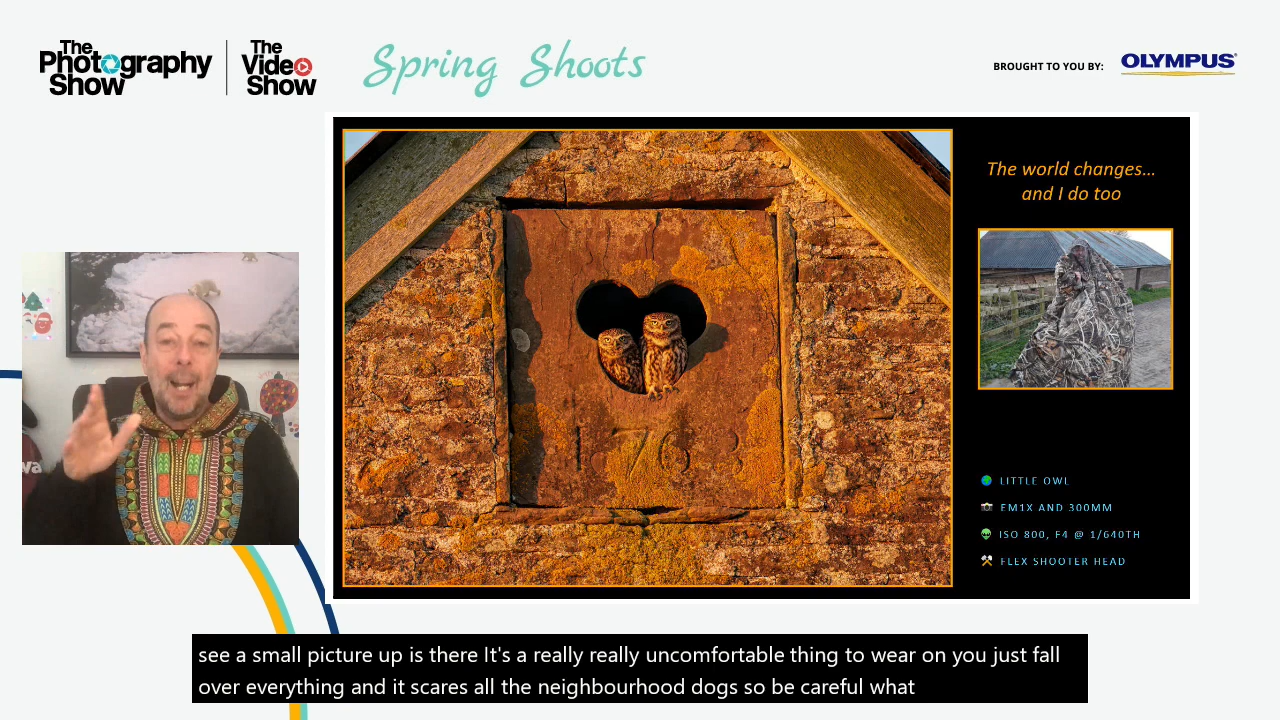 The
Photography
Show
The
Video
Show
Spring Shoots
BROUGHT TO YOU BY:
OLYMPUS
The world changes...
and I do too
LITTLE OWL
EM1X AND 300MM
ISO 800, F4 @ 1/640TH
FLEX SHOOTER HEAD
see a small picture up is there It's a really really uncomfortable thing to wear on you just fall
over everything and it scares all the neighbourhood dogs so be careful what